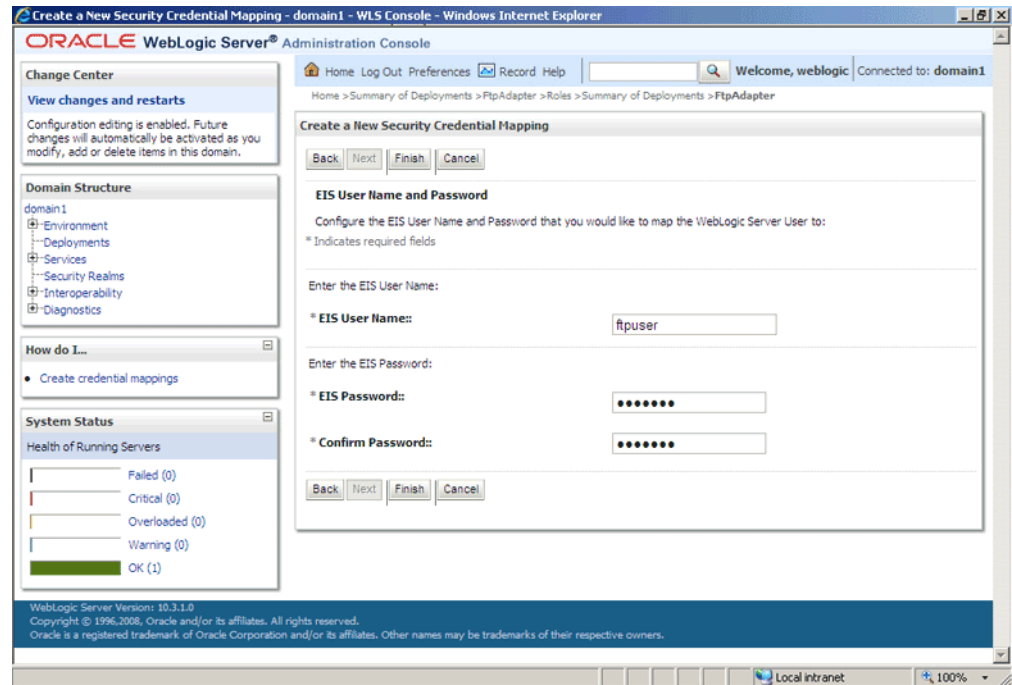 Create a New Security Credential Mapping - domain1 - WLS Console - Windows Internet Explorer
ORACLE WebLogic Server® Administration Console
Change Center
View changes and restarts
Configuration editing is enabled. Future
changes will automatically be activated as you
modify, add or delete items in this domain.
Domain Structure
domain1
Environment
Deployments
Services
Security Realms
Interoperability
Diagnostics
How do I...
Create credential mappings
System Status
Health of Running Servers
Failed (0)
Critical (0)
Overloaded (0)
Warning (0)
OK (1)
Home Log Out Preferences Record Help
Welcome, weblogic Connected to: domain1
Home >Summary of Deployments >FtpAdapter >Roles >Summary of Deployments >FtpAdapter
Create a New Security Credential Mapping
Back Next Finish Cancel
EIS User Name and Password
Configure the EIS User Name and Password that you would like to map the WebLogic Server User to:
* Indicates required fields
Enter the EIS User Name:
* EIS User Name:: ftpuser
Enter the EIS Password:
* EIS Password:: •••••••
* Confirm Password:: •••••••
Back Next Finish Cancel
WebLogic Server Version: 10.3.1.0
Copyright © 1996,2008, Oracle and/or its affiliates. All rights reserved.
Oracle is a registered trademark of Oracle Corporation and/or its affiliates. Other names may be trademarks of their respective owners.
Local intranet 100%